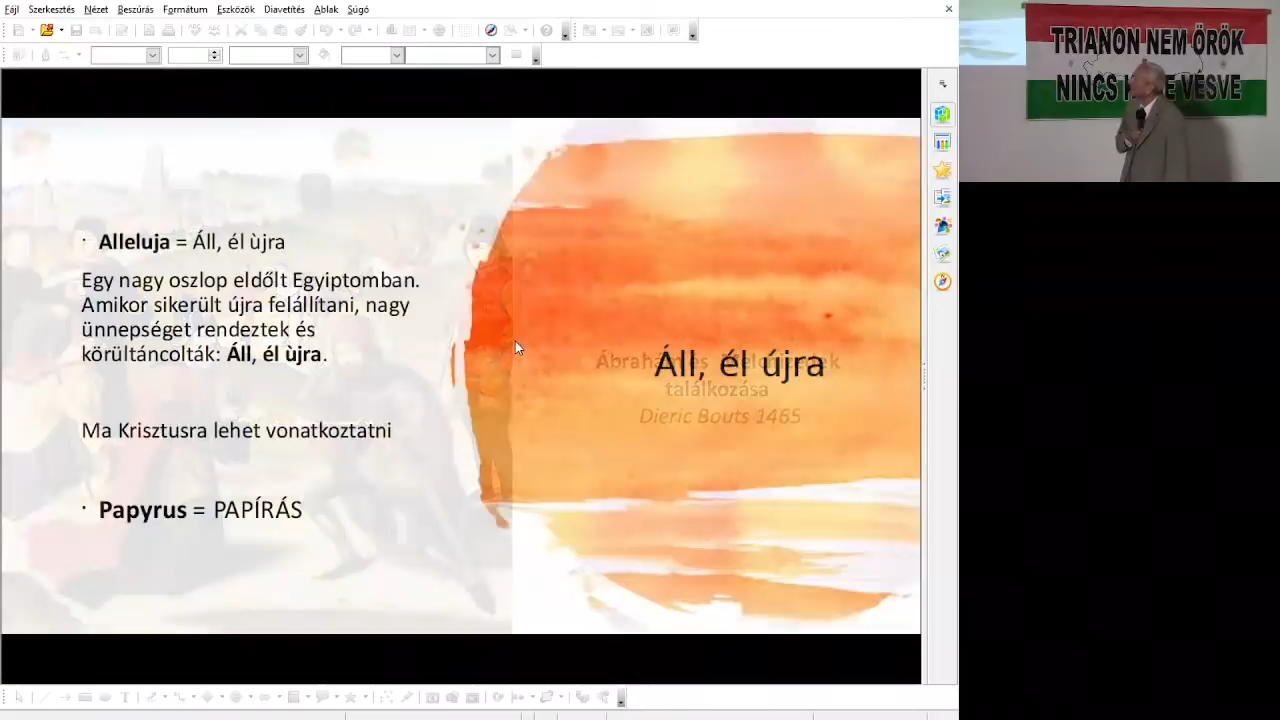 Fájl Szerkesztés Nézet Beszúrás Formátum Eszközök Diavetítés Ablak Súgó
TRIANON NEM ÖRÖK
NINCS VÉSVE
· Alleluja = Áll, él ùjra
Egy nagy oszlop eldőlt Egyiptomban.
Amikor sikerült újra felállítani, nagy
ünnepséget rendeztek és
körültáncolták: Áll, él ùjra.
Ma Krisztusra lehet vonatkoztatni
· Papyrus = PAPÍRÁS
Áll, él újra
Ábrahám és
találkozása
Dieric Bouts 1465